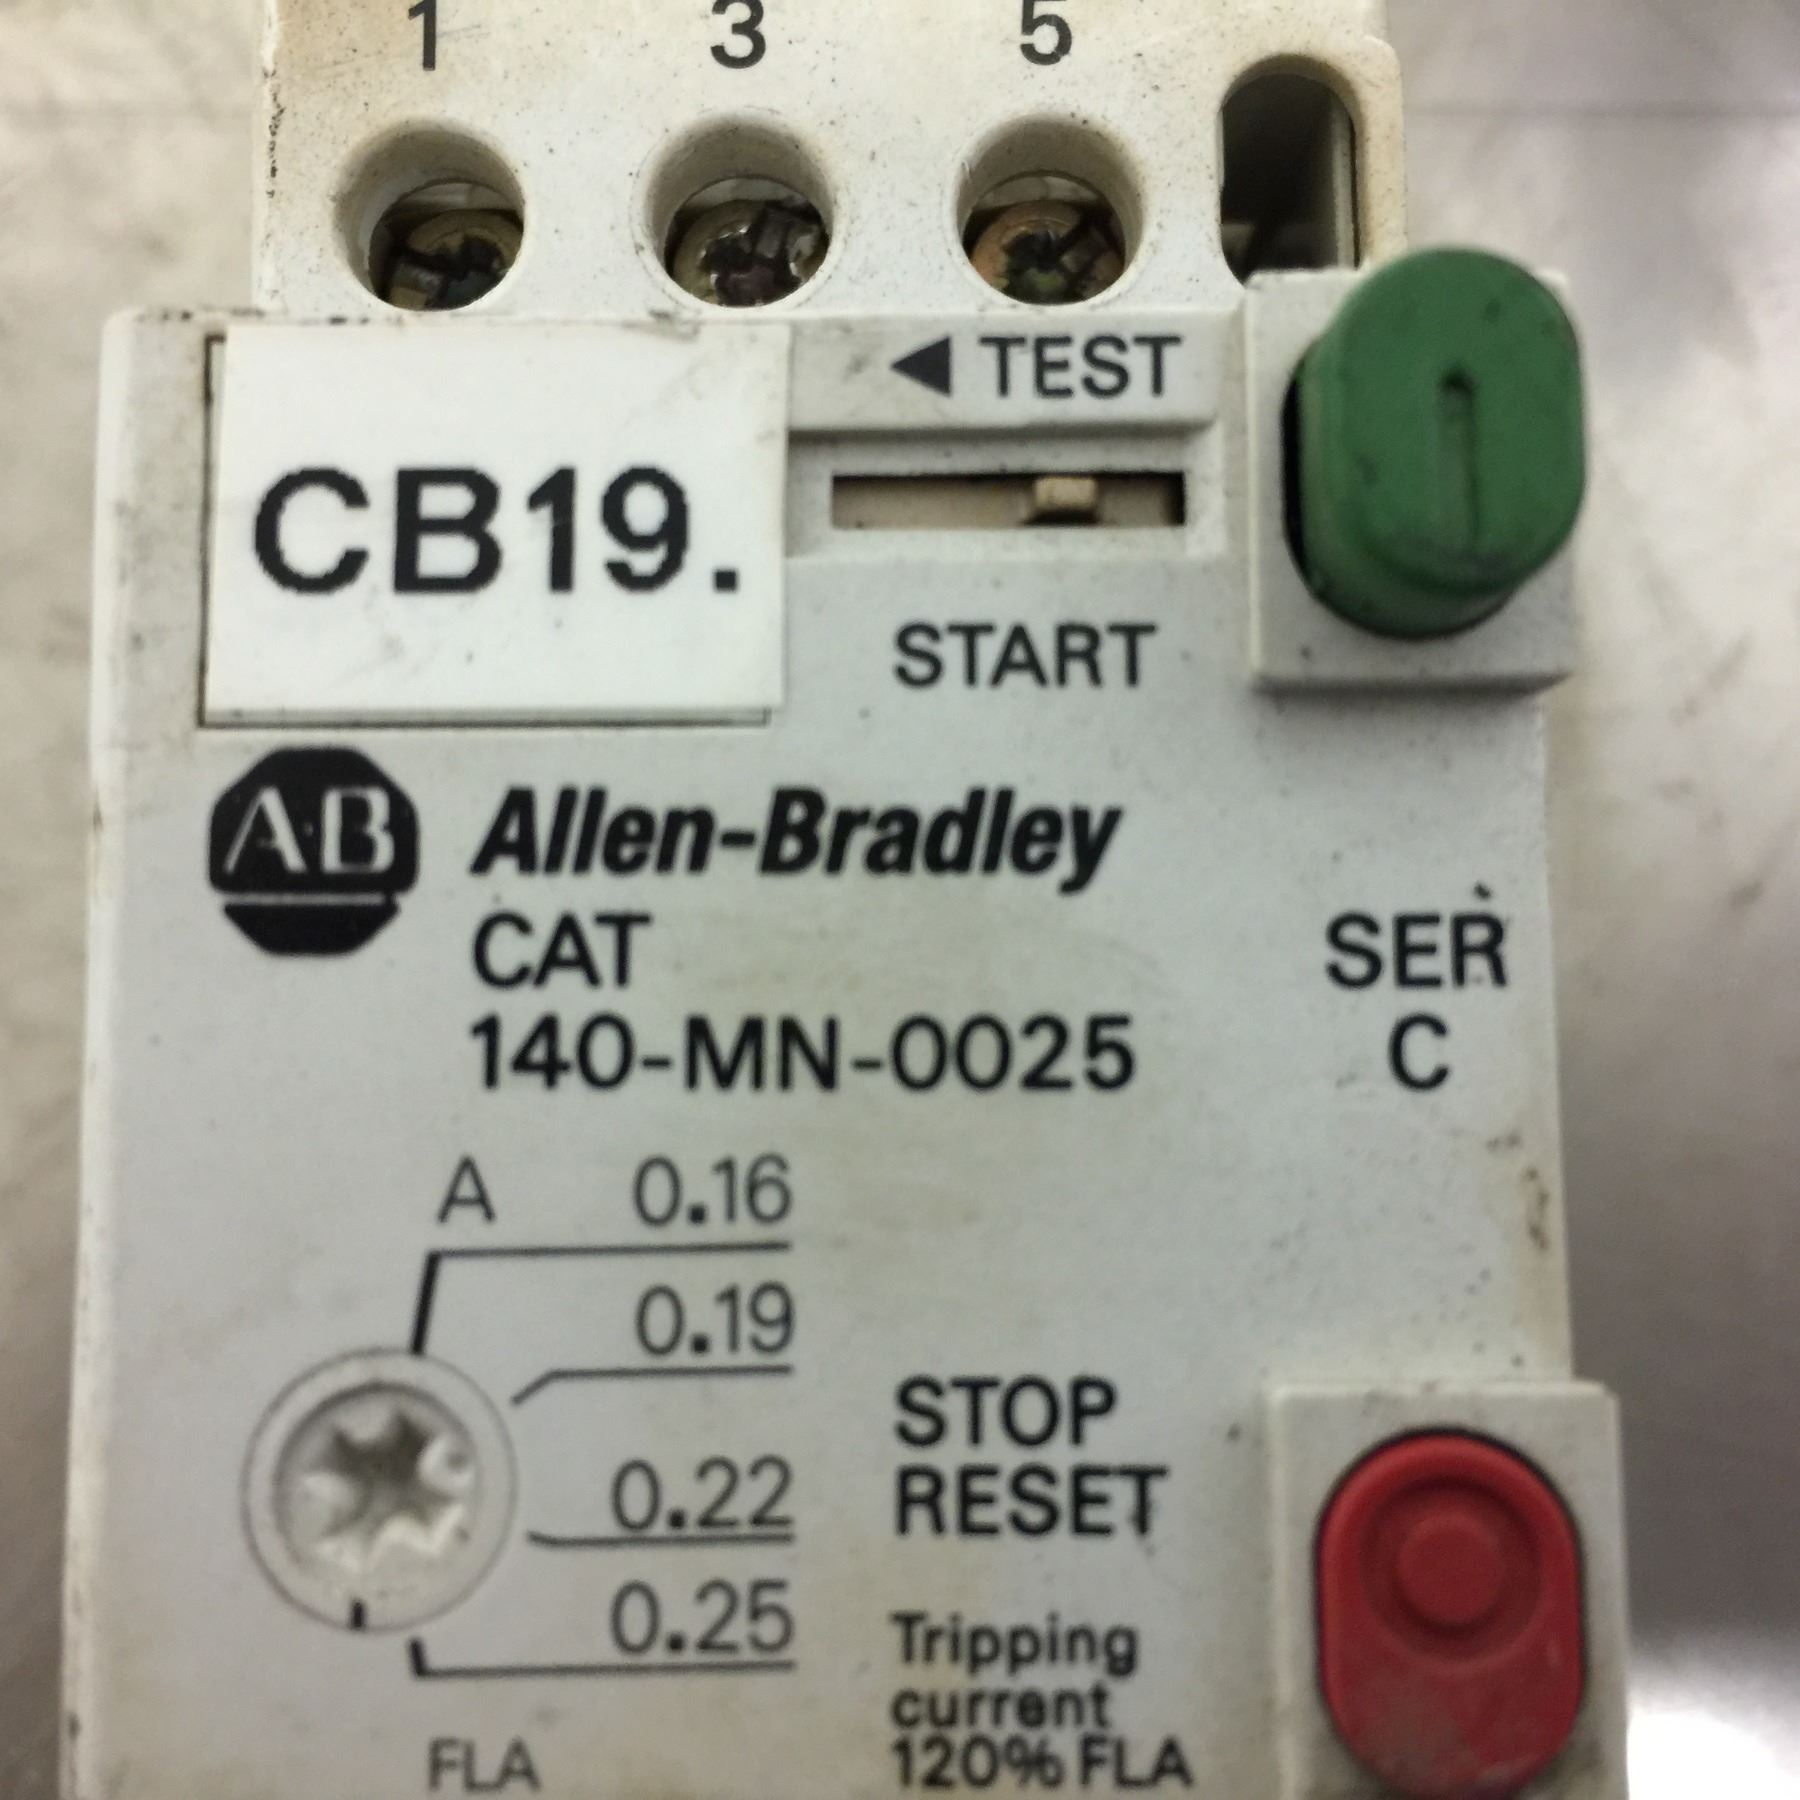 1 3 5
◀ TEST
CB19.
START
A·B Allen-Bradley
CAT SER
140-MN-0025 C
A 0.16
0.19
STOP
0.22 RESET
0.25 Tripping
current
FLA 120% FLA